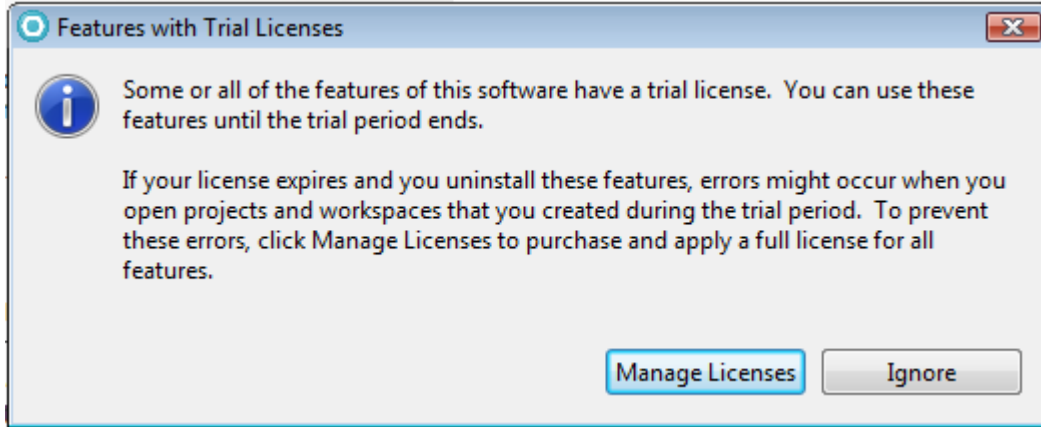 Features with Trial Licenses
Some or all of the features of this software have a trial license.  You can use these
features until the trial period ends.
If your license expires and you uninstall these features, errors might occur when you
open projects and workspaces that you created during the trial period.  To prevent
these errors, click Manage Licenses to purchase and apply a full license for all
features.
Manage Licenses
Ignore